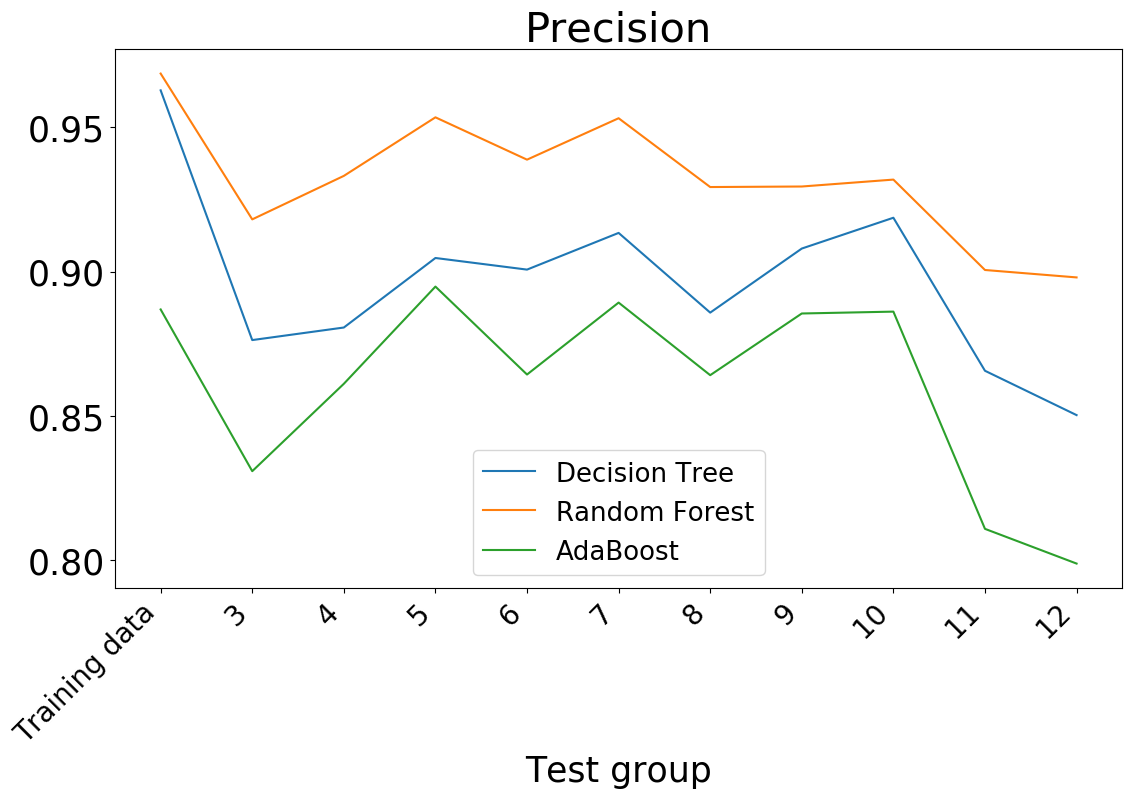 Precision
0.95
0.90
0.85
0.80
Decision Tree
Random Forest
AdaBoost
Training data
3
4
5
6
7
8
9
10
11
12
Test group